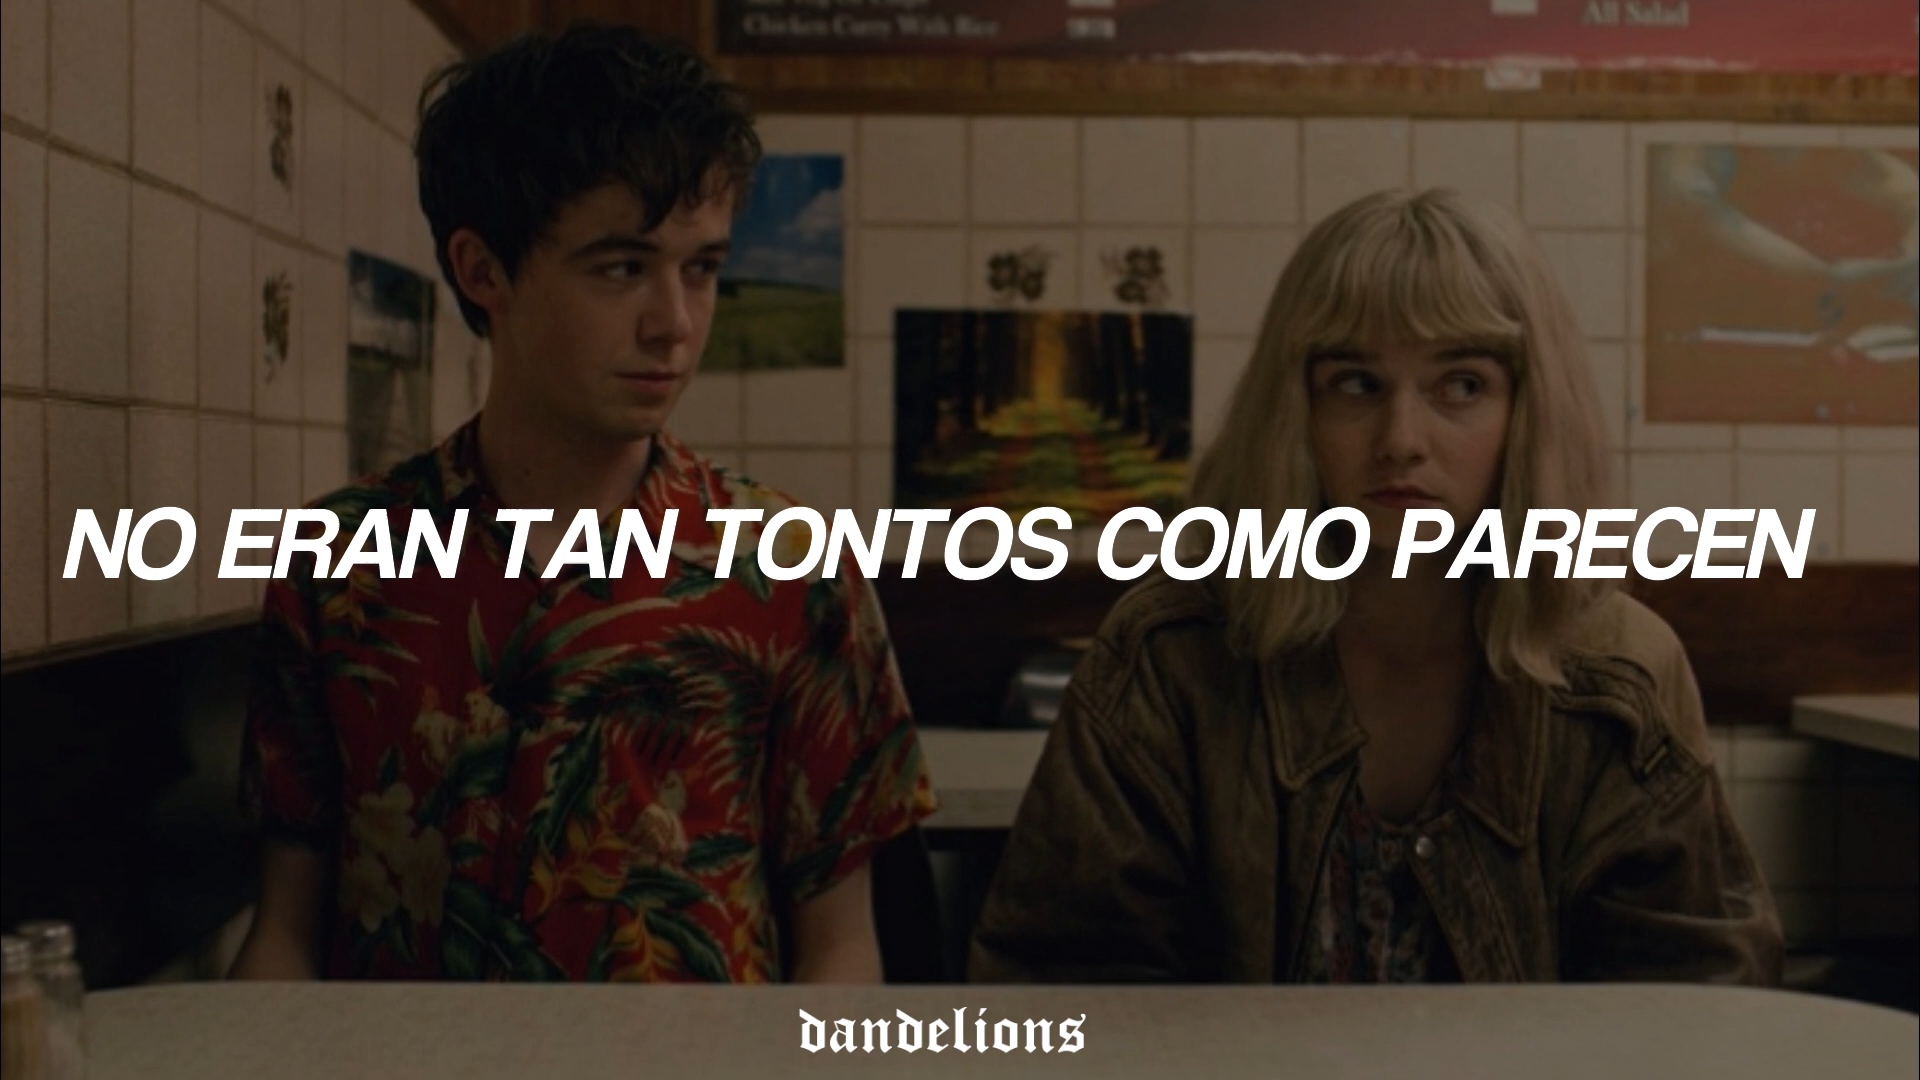 Chicken Curry With Rice
All Salad
NO ERAN TAN TONTOS COMO PARECEN
dandelions